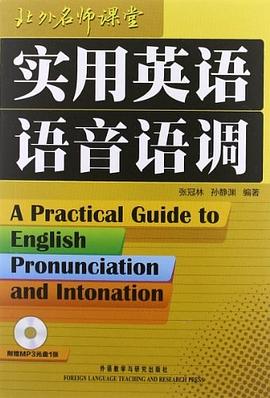 北外名师课堂
实用英语
语音语调
张冠林 孙静渊 编著
A Practical Guide to
English
Pronunciation
and Intonation
附赠MP3光盘1张
外语教学与研究出版社
FOREIGN LANGUAGE TEACHING AND RESEARCH PRESS